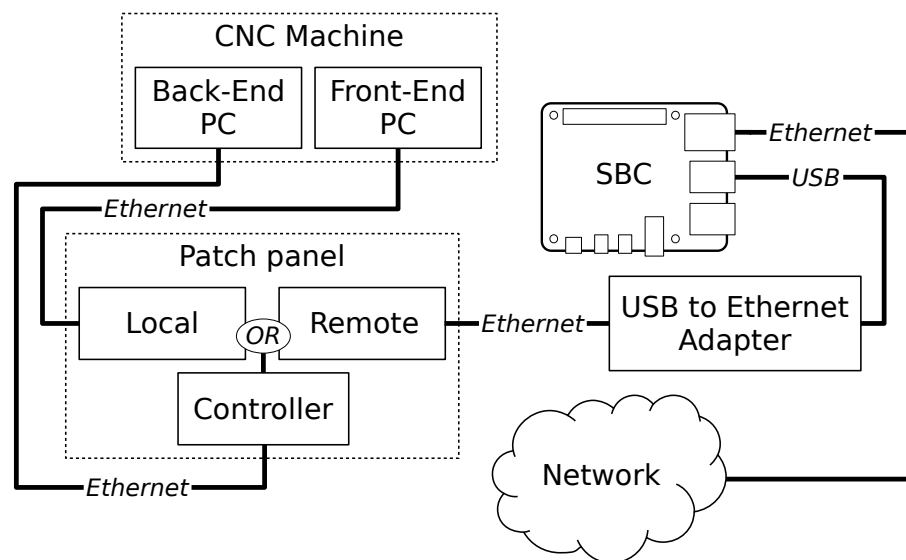 CNC Machine
Back-End
PC
Front-End
PC
Ethernet
SBC
USB
Ethernet
Patch panel
Local
OR
Remote
Ethernet
USB to Ethernet
Adapter
Controller
Network
Ethernet